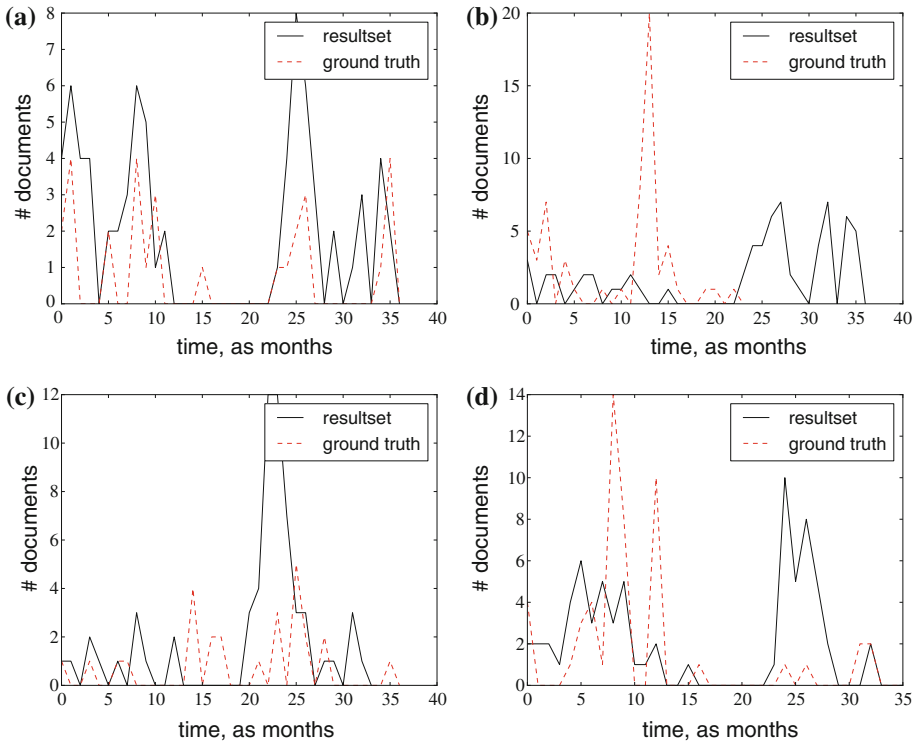 (a)
8
7
6
5
4
3
2
1
0
# documents
resultset
ground truth
0 5 10 15 20 25 30 35 40
time, as months
(b)
20
15
10
5
0
# documents
resultset
ground truth
0 5 10 15 20 25 30 35 40
time, as months
(c)
12
10
8
6
4
2
0
# documents
resultset
ground truth
0 5 10 15 20 25 30 35 40
time, as months
(d)
14
12
10
8
6
4
2
0
# documents
resultset
ground truth
0 5 10 15 20 25 30 35
time, as months